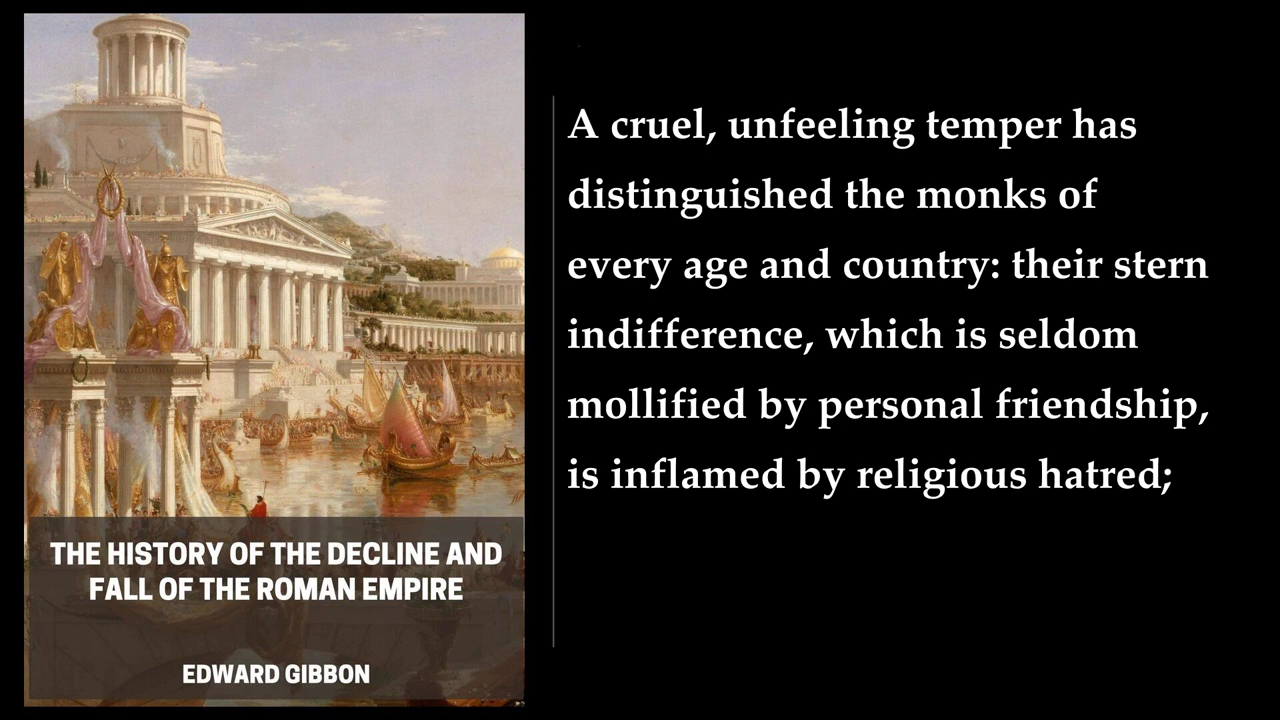 THE HISTORY OF THE DECLINE AND
FALL OF THE ROMAN EMPIRE
EDWARD GIBBON
A cruel, unfeeling temper has
distinguished the monks of
every age and country: their stern
indifference, which is seldom
mollified by personal friendship,
is inflamed by religious hatred;